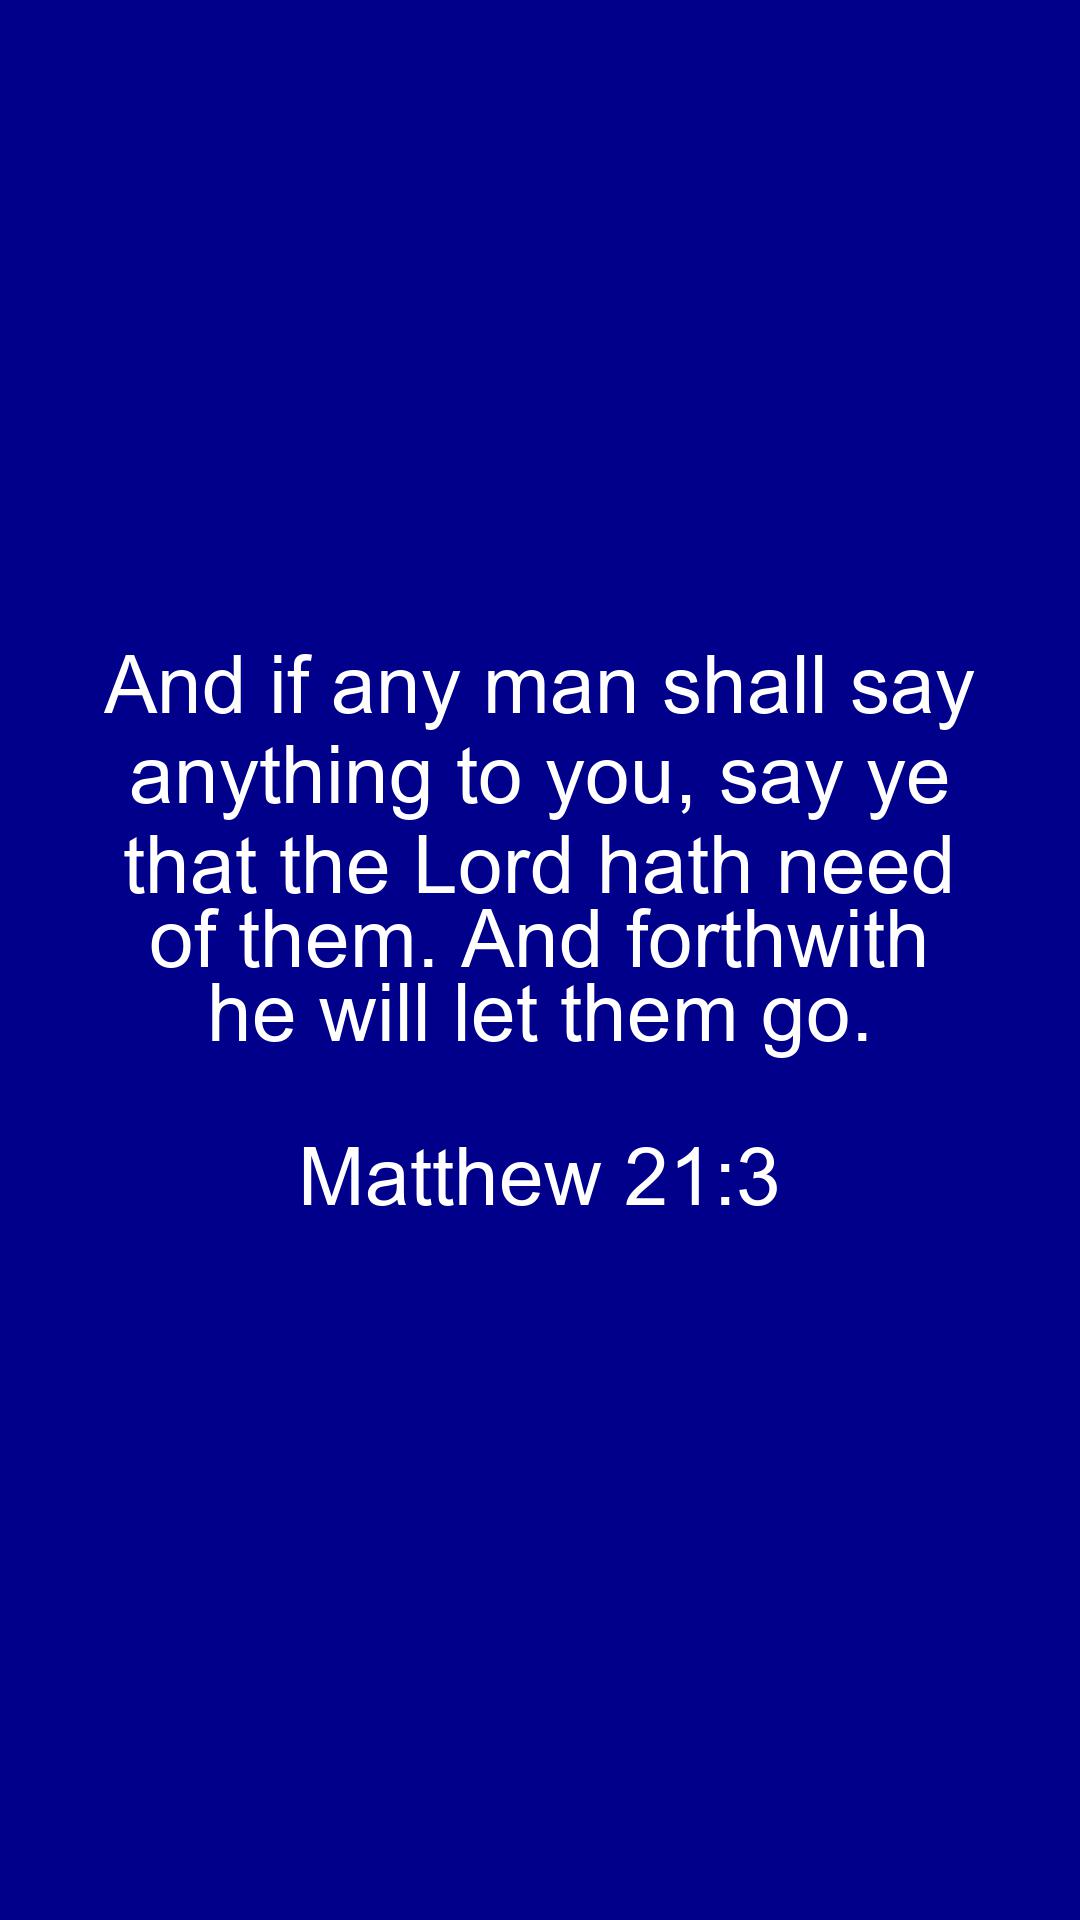 And if any man shall say
anything to you, say ye
that the Lord hath need
of them. And forthwith
he will let them go.
Matthew 21:3